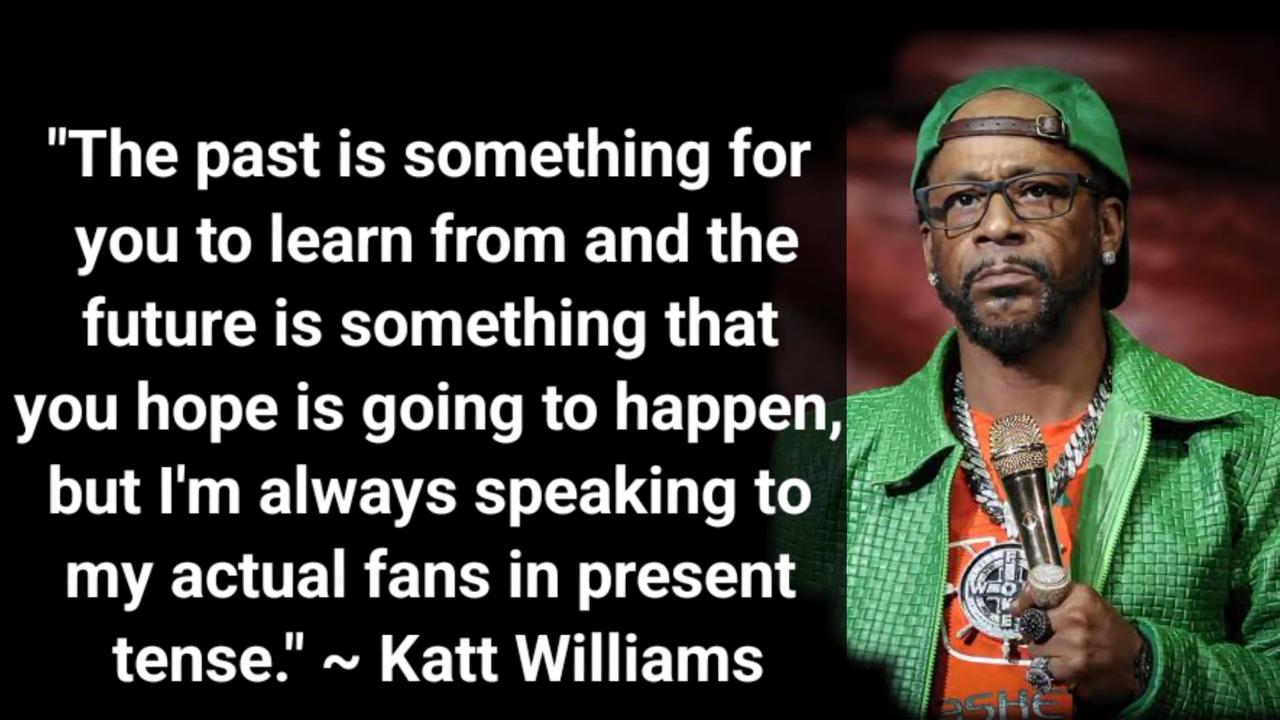 "The past is something for
you to learn from and the
future is something that
you hope is going to happen,
but I'm always speaking to
my actual fans in present
tense." ~ Katt Williams